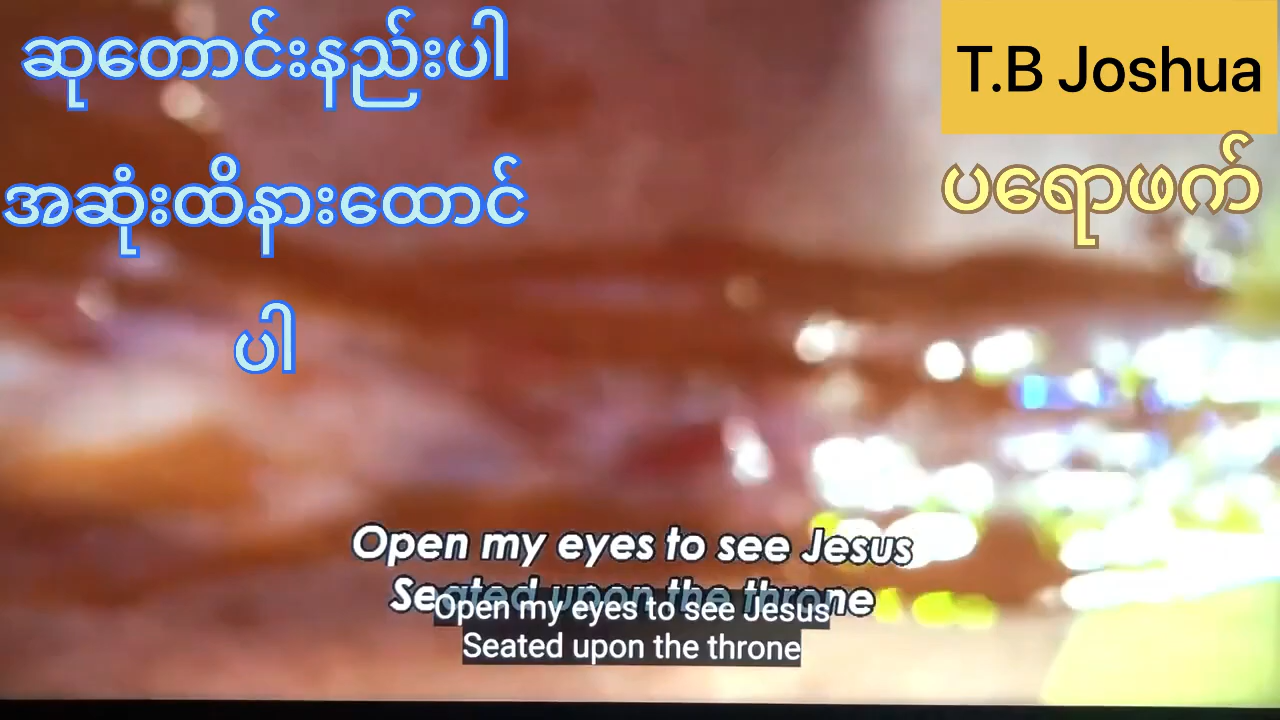 ဆုတောင်းနည်းပါ
အဆုံးထိနားထောင်
ပါ
T.B Joshua
ပရောဖက်
Open my eyes to see Jesus
Seated upon the throne
Open my eyes to see Jesus
Seated upon the throne